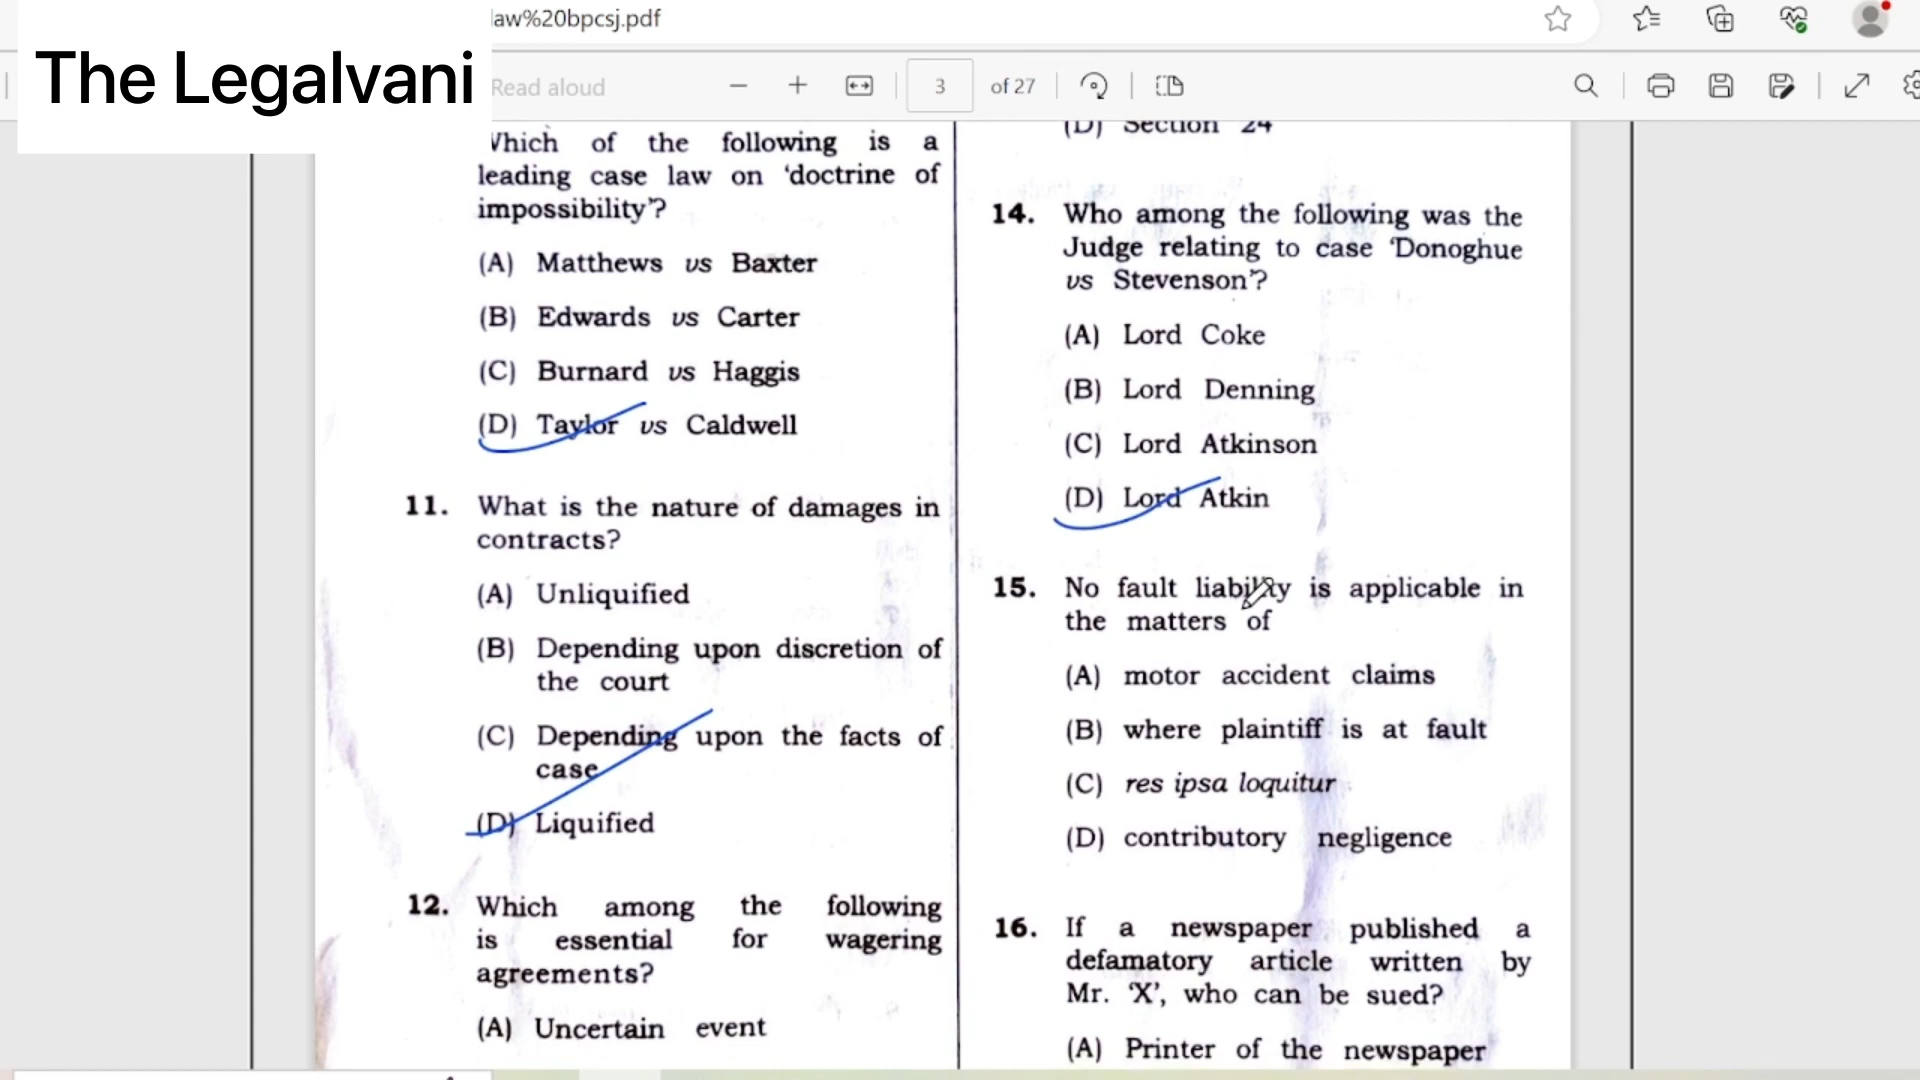 law%20bpcsj.pdf
The Legalvani
Read aloud
3
of 27
Which of the following is a
leading case law on ‘doctrine of
impossibility’?
(A) Matthews vs Baxter
(B) Edwards vs Carter
(C) Burnard vs Haggis
(D) Taylor vs Caldwell
11. What is the nature of damages in
contracts?
(A) Unliquified
(B) Depending upon discretion of
the court
(C) Depending upon the facts of
case
(D) Liquified
12. Which among the following
is essential for wagering
agreements?
(A) Uncertain event
(D) Section 24
14. Who among the following was the
Judge relating to case ‘Donoghue
vs Stevenson’?
(A) Lord Coke
(B) Lord Denning
(C) Lord Atkinson
(D) Lord Atkin
15. No fault liability is applicable in
the matters of
(A) motor accident claims
(B) where plaintiff is at fault
(C) res ipsa loquitur
(D) contributory negligence
16. If a newspaper published a
defamatory article written by
Mr. ‘X’, who can be sued?
(A) Printer of the newspaper